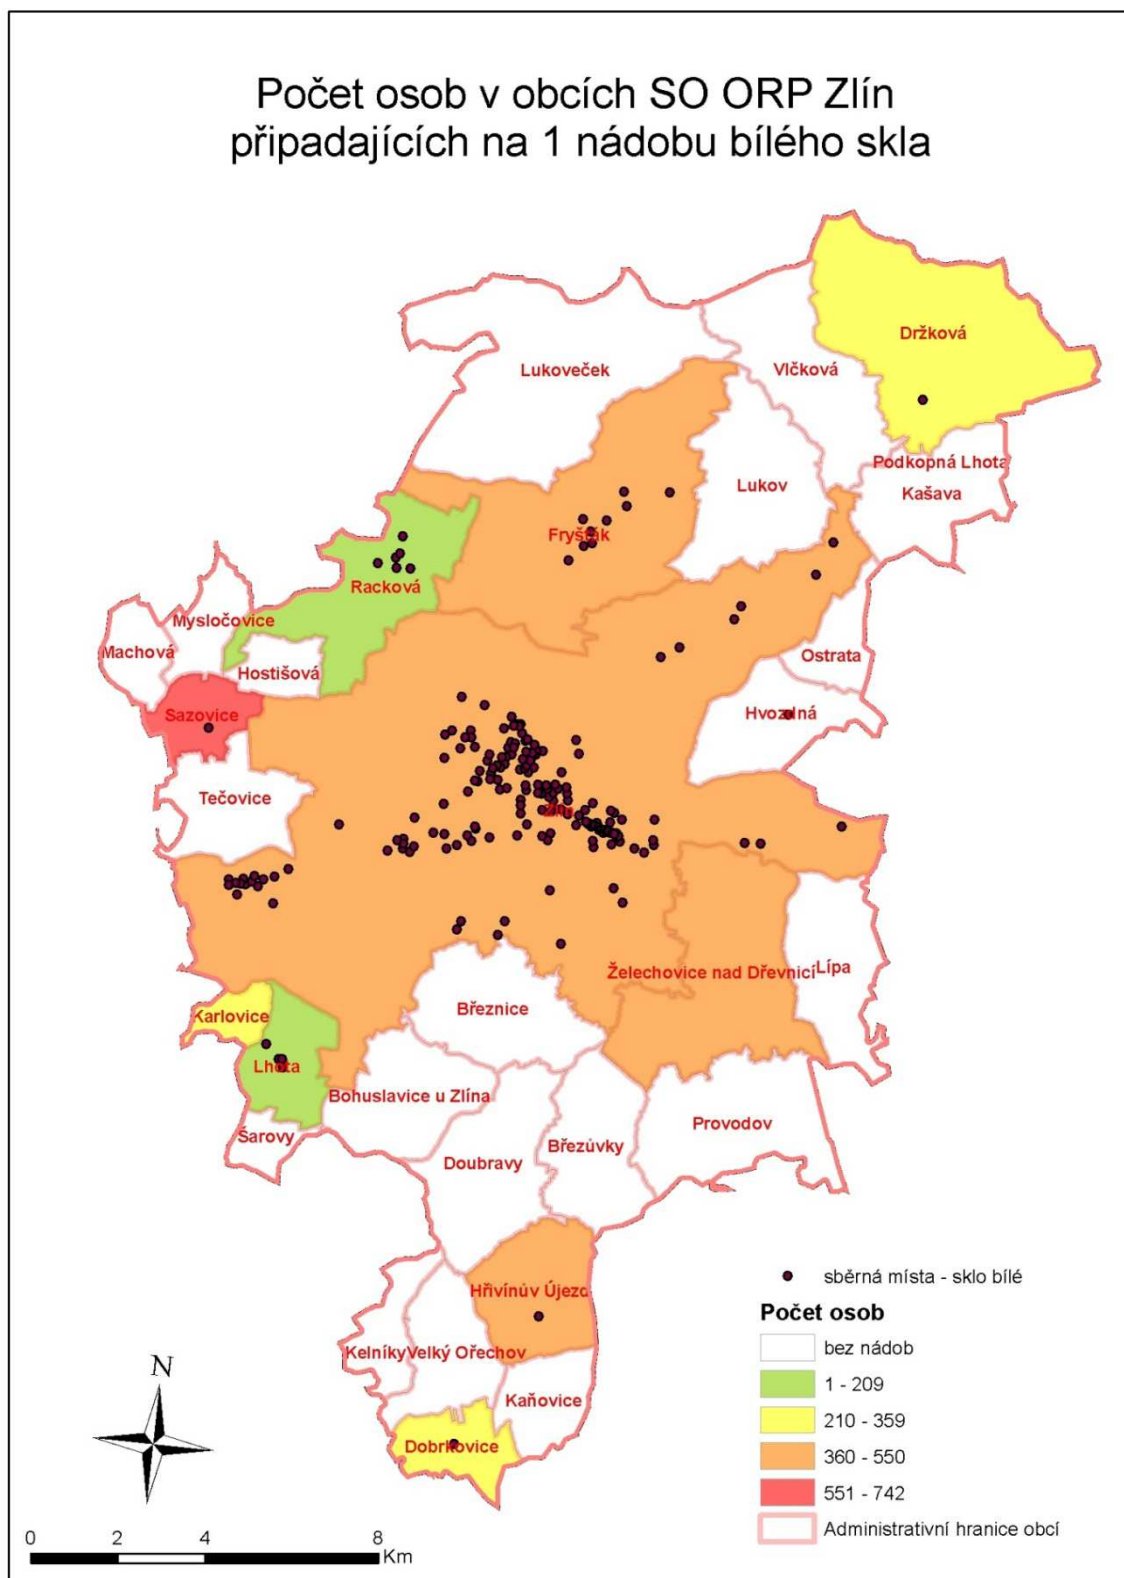 Počet osob v obcích SO ORP Zlín
připadajících na 1 nádobu bílého skla
Držková
Lukoveček
Vlčková
Podkopná Lhota
Lukov
Kašava
Fryšták
Racková
Mysločovice
Machová
Hostišová
Ostrata
Sazovice
Hvozdná
Tečovice
Zlín
Želechovice nad Dřevnicí
Lípa
Březnice
Karlovice
Lhota
Bohuslavice u Zlína
Provodov
Šarovy
Doubravy
Březůvky
Hřivínův Újezd
Kelníky
Velký Ořechov
Kaňovice
Dobrkovice
sběrná místa - sklo bílé
Počet osob
bez nádob
1 - 209
210 - 359
360 - 550
551 - 742
Administrativní hranice obcí
N
0 2 4 8
Km